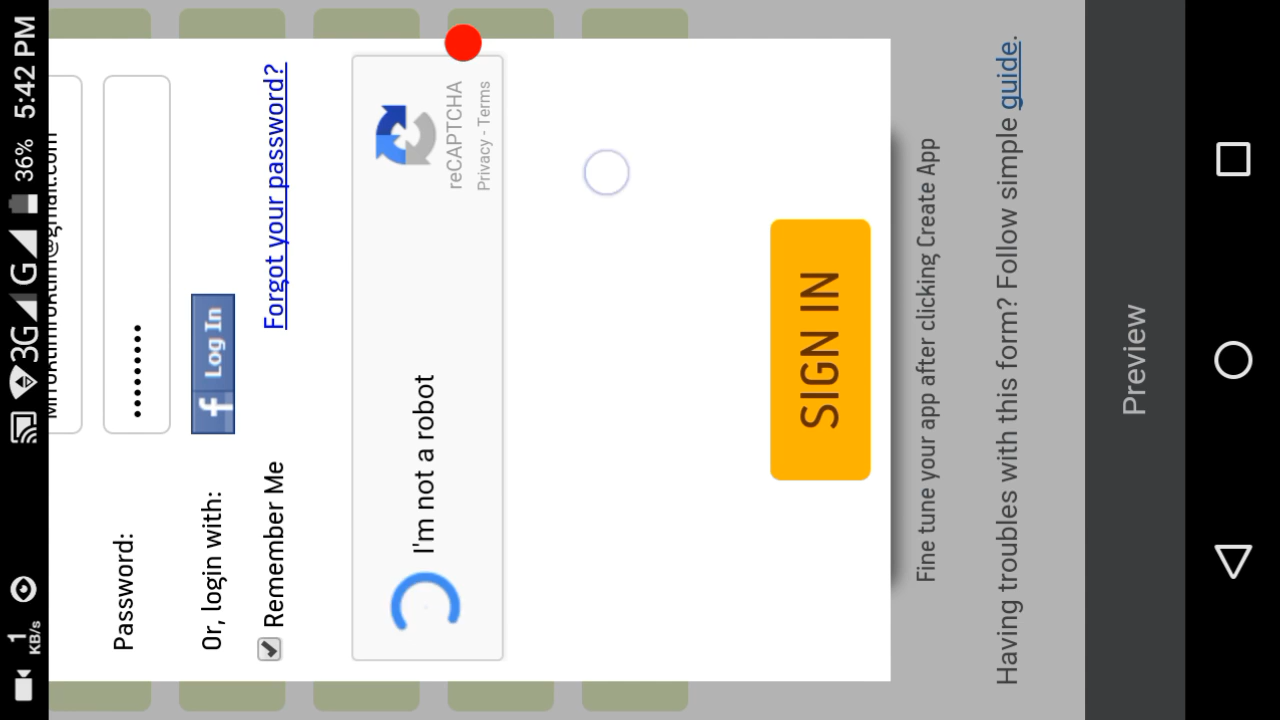 1 KB/s 3G G 36% 5:42 PM
Password:
Or, login with: f Log In
Remember Me Forgot your password?
I'm not a robot
reCAPTCHA
Privacy - Terms
SIGN IN
Fine tune your app after clicking Create App
Having troubles with this form? Follow simple guide.
Preview